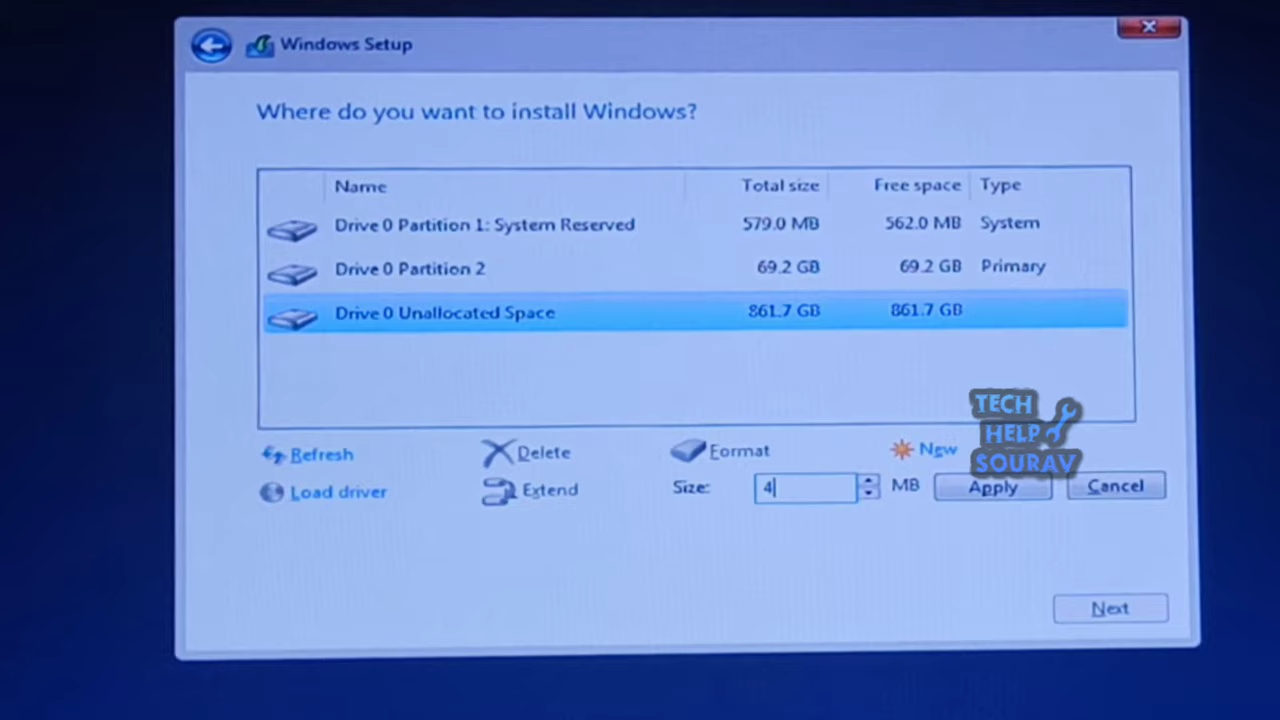 Windows Setup
Where do you want to install Windows?
Name Total size Free space Type
Drive 0 Partition 1: System Reserved 579.0 MB 562.0 MB System
Drive 0 Partition 2 69.2 GB 69.2 GB Primary
Drive 0 Unallocated Space 861.7 GB 861.7 GB
Refresh Delete Format New
Load driver Extend Size: 4 MB Apply Cancel
TECH
HELP
SOURAV
Next